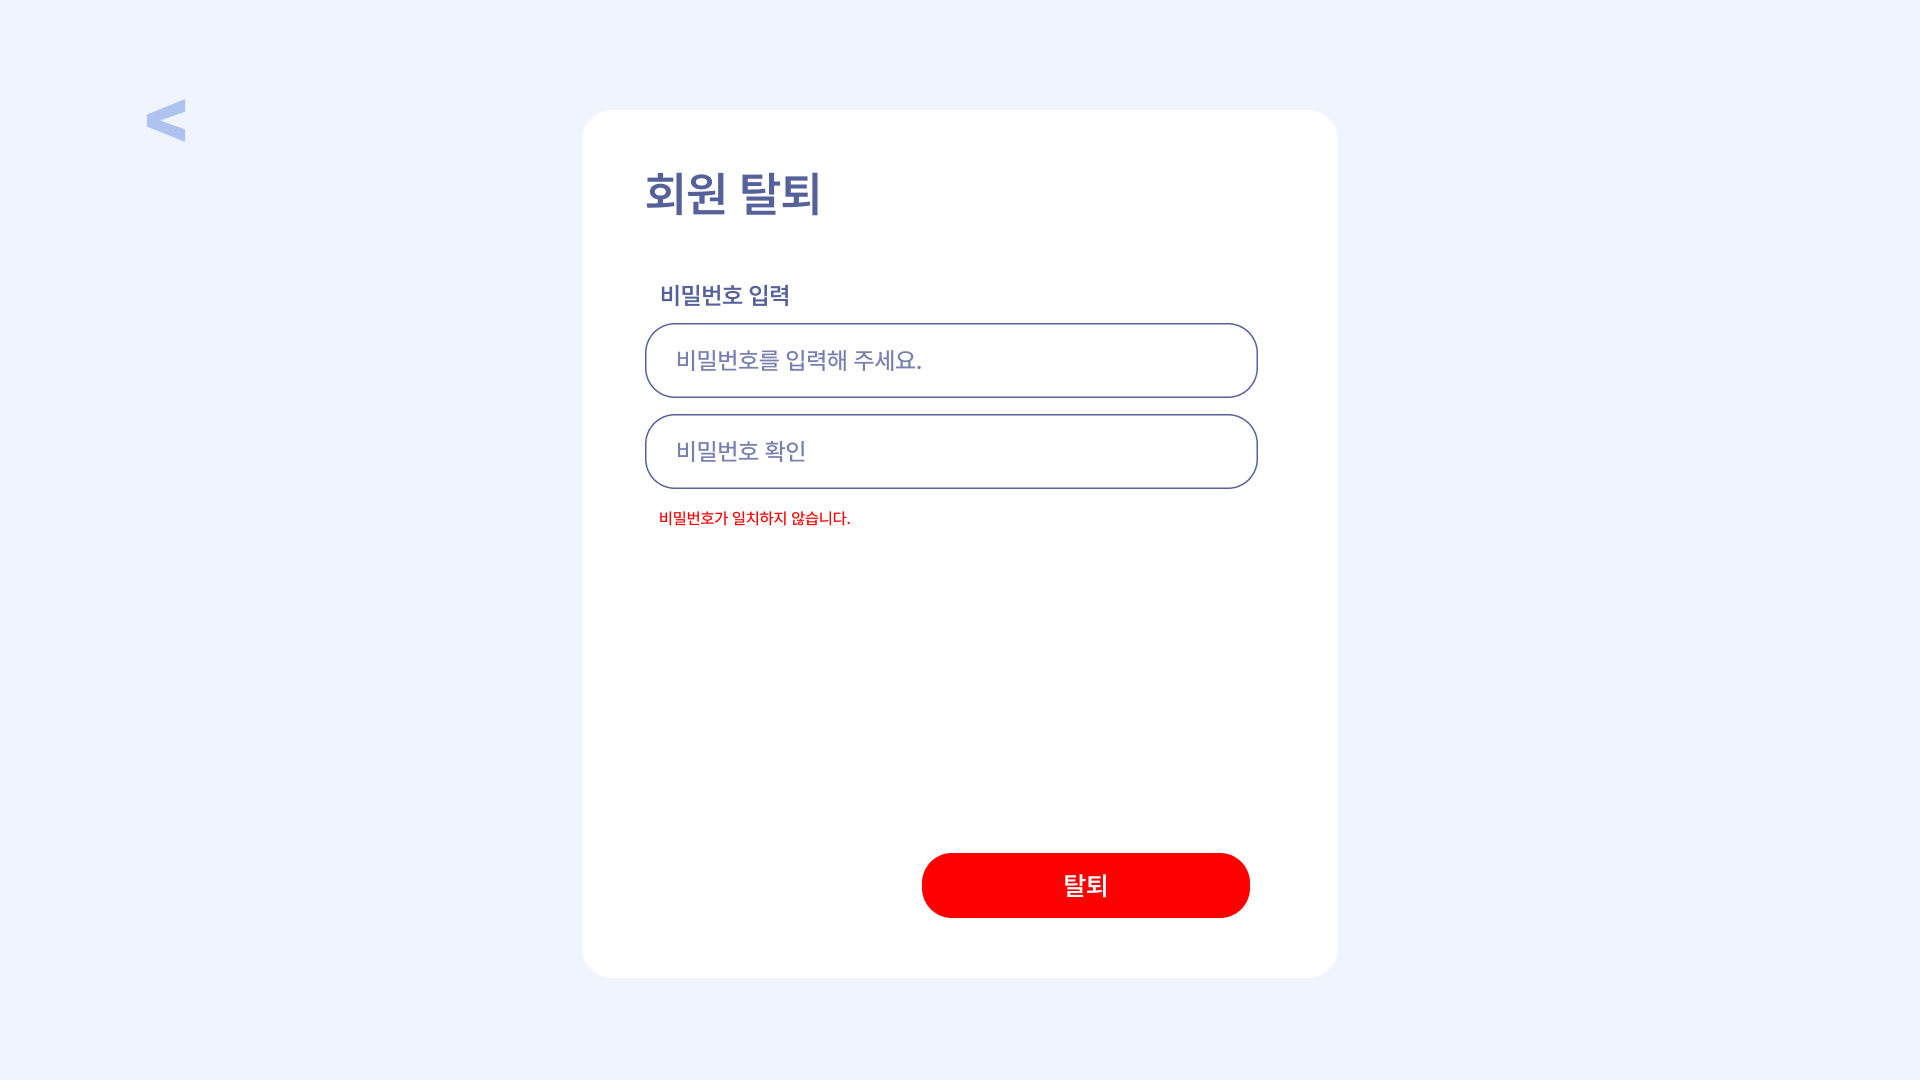 <
회원 탈퇴
비밀번호 입력
비밀번호를 입력해 주세요.
비밀번호 확인
비밀번호가 일치하지 않습니다.
탈퇴